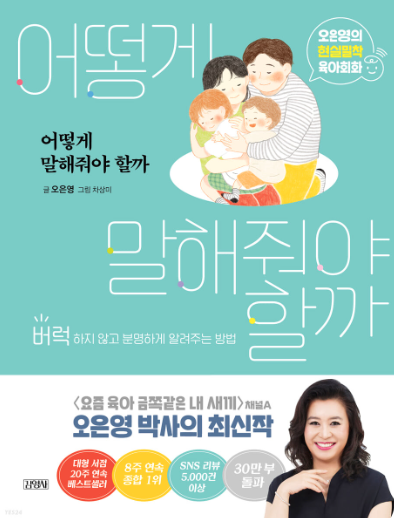 어떻게
오은영의
현실밀착
육아회화
어떻게
말해줘야 할까
글 오은영 그림 차상미
말해줘야
할까
버럭 하지 않고 분명하게 알려주는 방법
〈요즘 육아 금쪽같은 내 새끼〉 채널A
오은영 박사의 최신작
대형 서점
20주 연속
베스트셀러
8주 연속
종합 1위
SNS 리뷰
5,000건
이상
30만 부
돌파
김영사